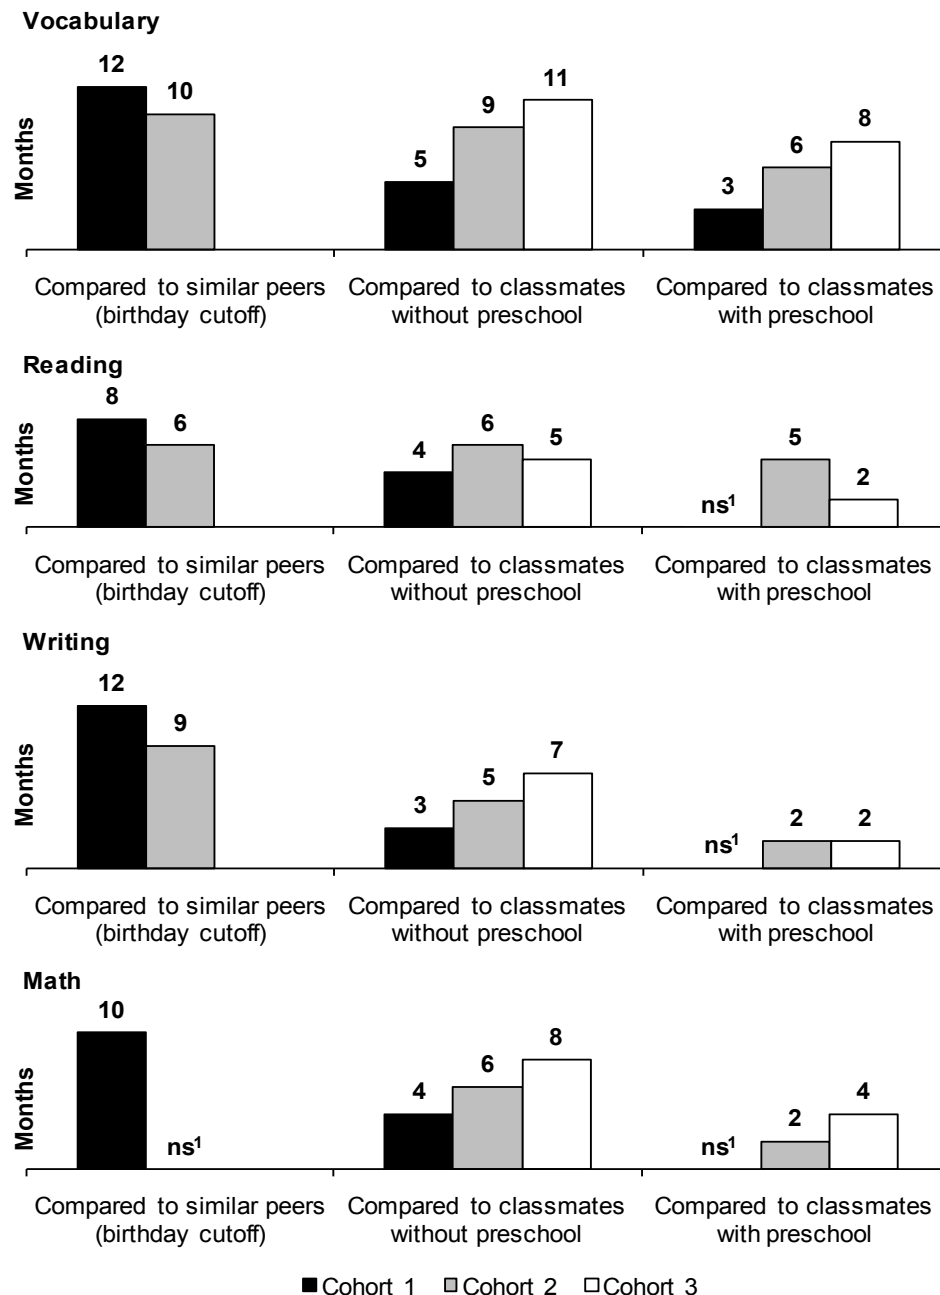 Vocabulary
12
10
5
9
11
3
6
8
Months
Compared to similar peers
(birthday cutoff)
Compared to classmates
without preschool
Compared to classmates
with preschool
Reading
8
6
4
6
5
ns¹
5
2
Months
Compared to similar peers
(birthday cutoff)
Compared to classmates
without preschool
Compared to classmates
with preschool
Writing
12
9
3
5
7
ns¹
2
2
Months
Compared to similar peers
(birthday cutoff)
Compared to classmates
without preschool
Compared to classmates
with preschool
Math
10
ns¹
4
6
8
ns¹
2
4
Months
Compared to similar peers
(birthday cutoff)
Compared to classmates
without preschool
Compared to classmates
with preschool
Cohort 1 Cohort 2 Cohort 3